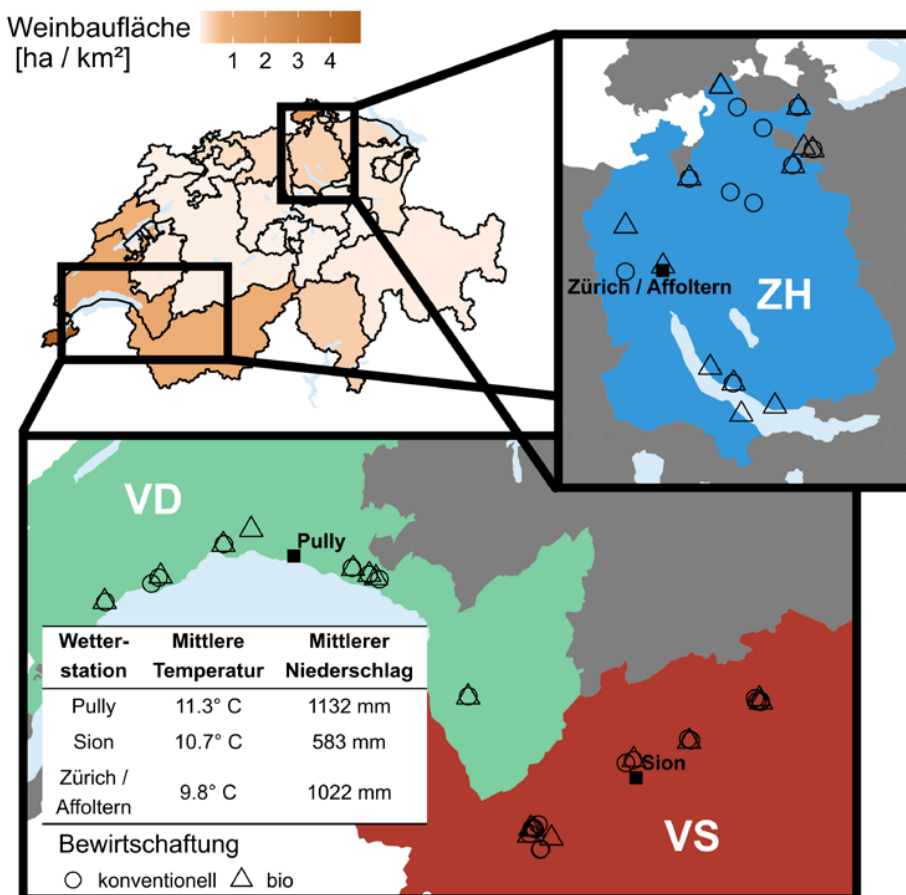 Weinbaufläche
[ha / km²]
1 2 3 4
Zürich / Affoltern
ZH
VD
Pully
Wetter-
station
Mittlere
Temperatur
Mittlerer
Niederschlag
Pully 11.3° C 1132 mm
Sion 10.7° C 583 mm
Zürich /
Affoltern
9.8° C 1022 mm
Bewirtschaftung
konventionell bio
Sion
VS